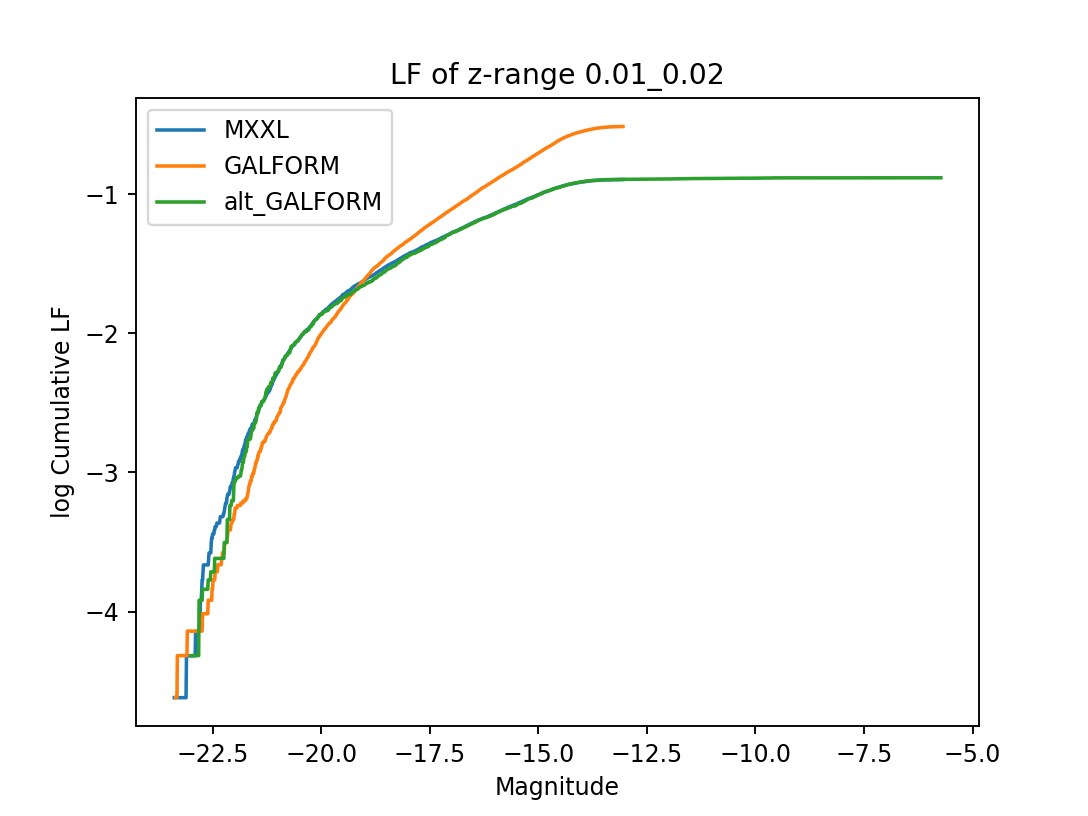 LF of z-range 0.01_0.02
MXXL
GALFORM
alt_GALFORM
log Cumulative LF
−1
−2
−3
−4
−22.5 −20.0 −17.5 −15.0 −12.5 −10.0 −7.5 −5.0
Magnitude